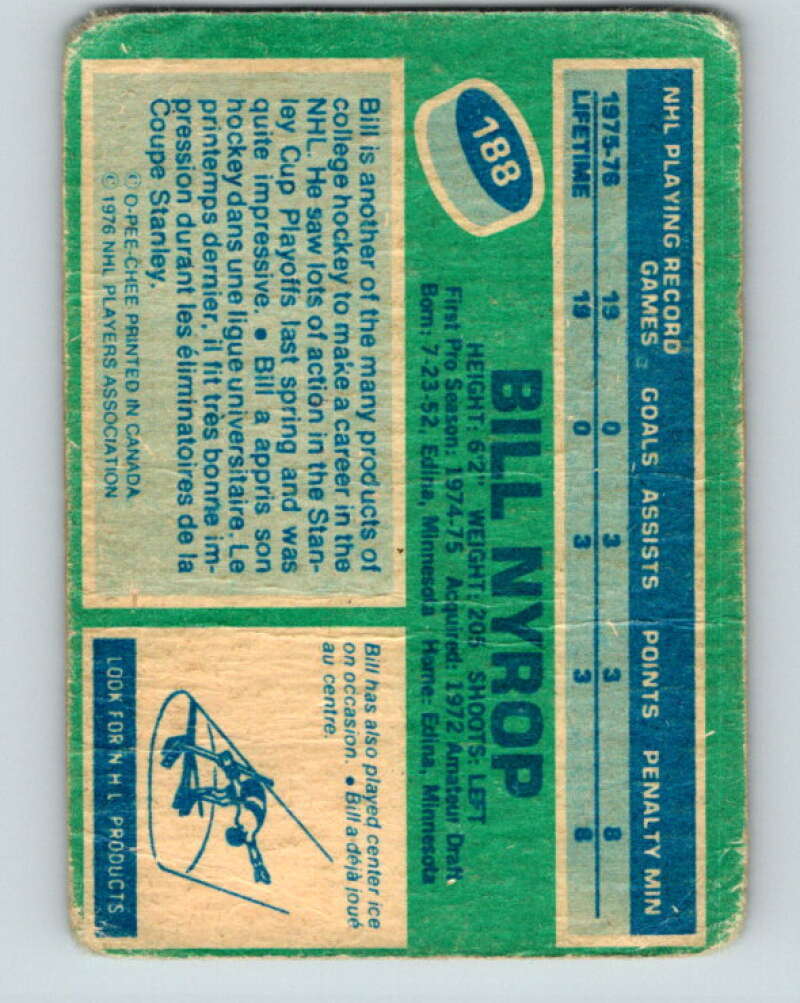 NHL PLAYING RECORD
GAMES GOALS ASSISTS POINTS PENALTY MIN
1975-76 19 0 3 3 8
LIFETIME 19 0 3 3 8
188
BILL NYROP
HEIGHT: 6'2" WEIGHT: 205 SHOOTS: LEFT
First Pro Season: 1974-75 Acquired: 1972 Amateur Draft
Born: 7-23-52, Edina, Minnesota Home: Edina, Minnesota
Bill is another of the many products of
college hockey to make a career in the
NHL. He saw lots of action in the Stan-
ley Cup Playoffs last spring and was
quite impressive. • Bill a appris son
hockey dans une ligue universitaire. Le
printemps dernier, il fit très bonne im-
pression durant les éliminatoires de la
Coupe Stanley.
© O-PEE-CHEE PRINTED IN CANADA
© 1976 NHL PLAYERS ASSOCIATION
Bill has also played center ice
on occasion. • Bill a déjà joué
au centre.
LOOK FOR N H L PRODUCTS